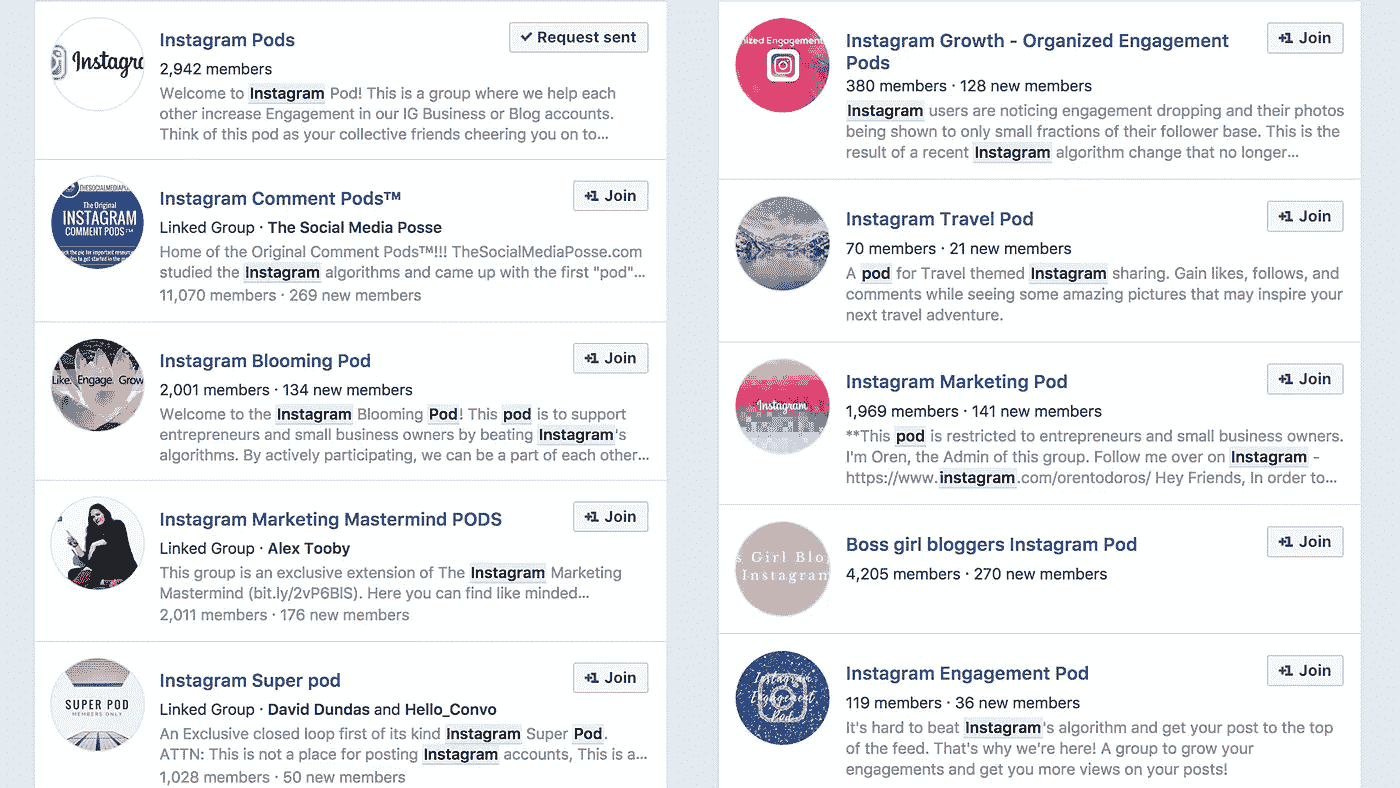 Instagram Pods
Request sent
2,942 members
Welcome to Instagram Pod! This is a group where we help each
other increase Engagement in our IG Business or Blog accounts.
Think of this pod as your collective friends cheering you on to...
THESOCIALMEDIAPO
The Original
INSTAGRAM
COMMENT PODS™
Instagram Comment Pods™
+1 Join
Linked Group · The Social Media Posse
Home of the Original Comment Pods™!!! TheSocialMediaPosse.com
studied the Instagram algorithms and came up with the first "pod"...
11,070 members · 269 new members
Like. Engage. Grow
Instagram Blooming Pod
+1 Join
2,001 members · 134 new members
Welcome to the Instagram Blooming Pod! This pod is to support
entrepreneurs and small business owners by beating Instagram's
algorithms. By actively participating, we can be a part of each other...
Instagram Marketing Mastermind PODS
+1 Join
Linked Group · Alex Tooby
This group is an exclusive extension of The Instagram Marketing
Mastermind (bit.ly/2vP6BlS). Here you can find like minded...
2,011 members · 176 new members
SUPER POD
MEMBERS ONLY
Instagram Super pod
+1 Join
Linked Group · David Dundas and Hello_Convo
An Exclusive closed loop first of its kind Instagram Super Pod.
ATTN: This is not a place for posting Instagram accounts, This is a...
1,028 members · 50 new members
Instagram Growth - Organized Engagement
Pods
+1 Join
380 members · 128 new members
Instagram users are noticing engagement dropping and their photos
being shown to only small fractions of their follower base. This is the
result of a recent Instagram algorithm change that no longer...
Instagram Travel Pod
+1 Join
70 members · 21 new members
A pod for Travel themed Instagram sharing. Gain likes, follows, and
comments while seeing some amazing pictures that may inspire your
next travel adventure.
Instagram
Instagram Marketing Pod
+1 Join
1,969 members · 141 new members
**This pod is restricted to entrepreneurs and small business owners.
I'm Oren, the Admin of this group. Follow me over on Instagram -
https://www.instagram.com/orentodoros/ Hey Friends, In order to...
s Girl Blo
Instagram
Boss girl bloggers Instagram Pod
+1 Join
4,205 members · 270 new members
Instagram
Engagement
Pod
Instagram Engagement Pod
+1 Join
119 members · 36 new members
It's hard to beat Instagram's algorithm and get your post to the top
of the feed. That's why we're here! A group to grow your
engagements and get you more views on your posts!